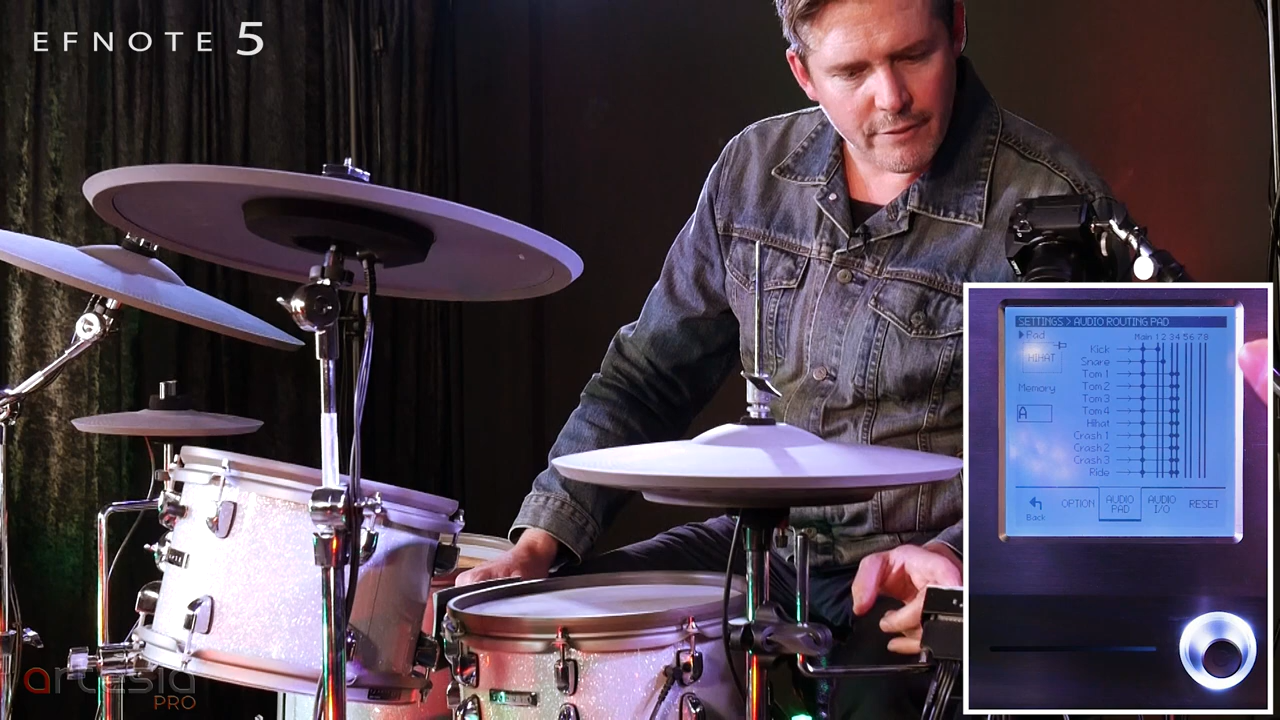 EFNOTE 5
SETTINGS > AUDIO ROUTING PAD
Pad
HIHAT
Memory
A
Main 1 2 3 4 5 6 7 8
Kick
Snare
Tom 1
Tom 2
Tom 3
Tom 4
Hihat
Crash 1
Crash 2
Crash 3
Ride
Back
OPTION
AUDIO PAD
AUDIO I/O
RESET
artesia
PRO